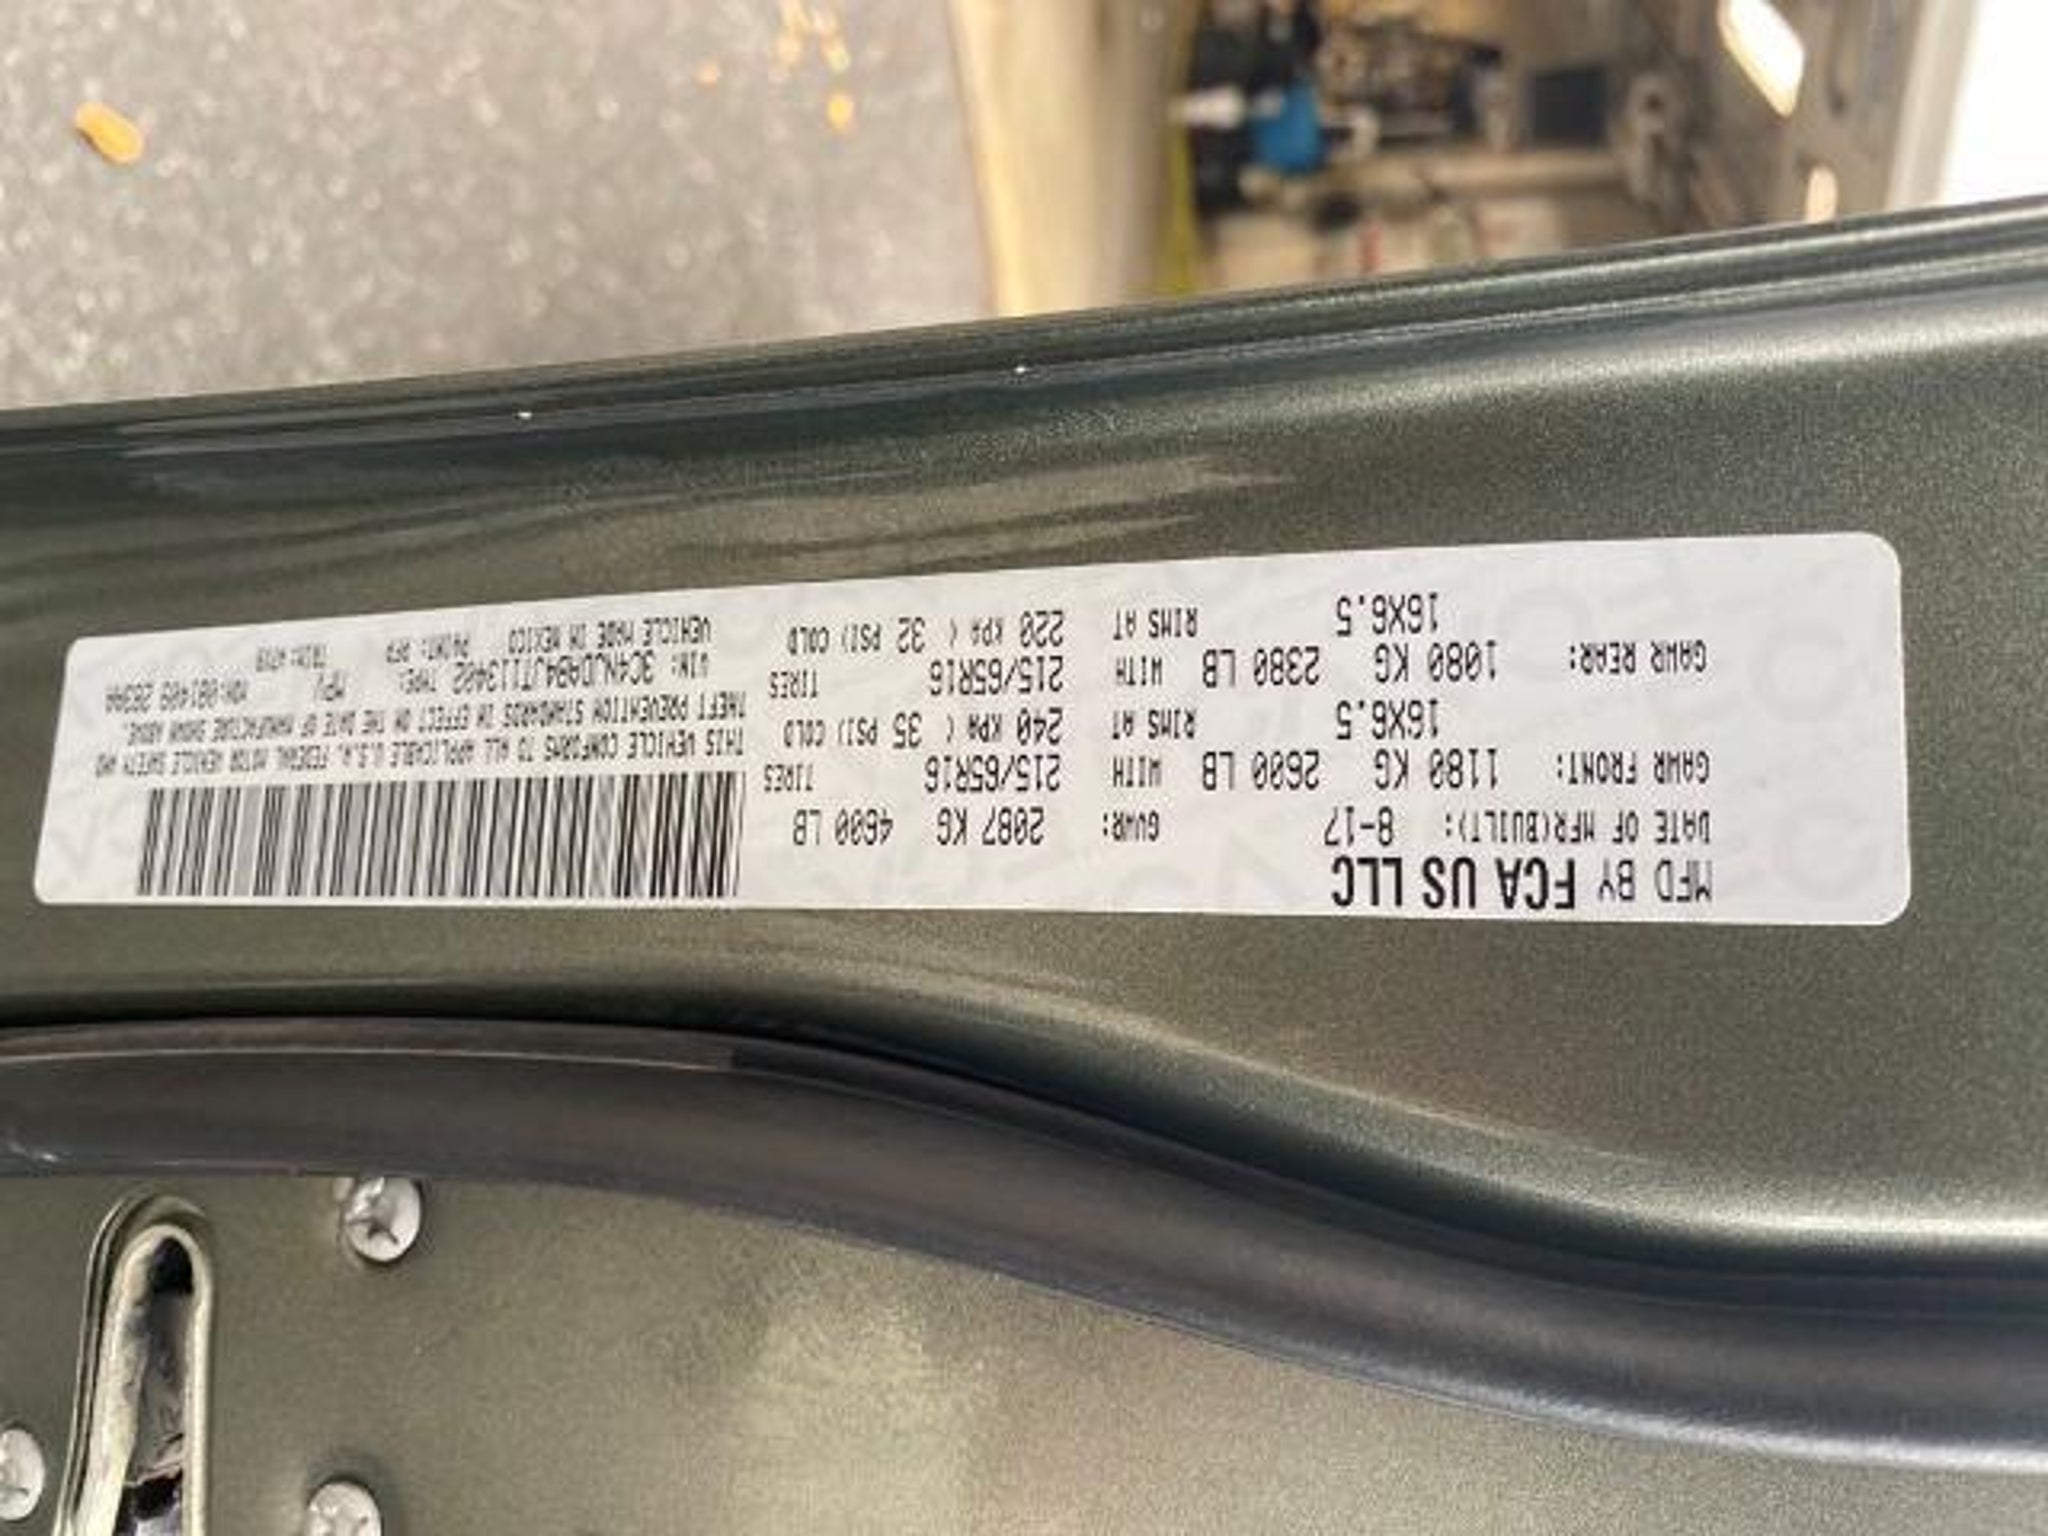 MFD BY FCA US LLC
DATE OF MFR(BUILT): 8-17 GVWR: 2087 KG 4600 LB
GAWR FRONT: 1180 KG 2600 LB WITH 215/65R16 TIRES
16X6.5 RIMS AT 240 KPA ( 35 PSI) COLD
GAWR REAR: 1080 KG 2380 LB WITH 215/65R16 TIRES
16X6.5 RIMS AT 220 KPA ( 32 PSI) COLD
THIS VEHICLE CONFORMS TO ALL APPLICABLE U.S.A. FEDERAL MOTOR VEHICLE SAFETY AND
THEFT PREVENTION STANDARDS IN EFFECT ON THE DATE OF MANUFACTURE SHOWN ABOVE.
VIN: 3C4NJDAB4JT113402 TYPE: MPV
VEHICLE MADE IN MEXICO PAINT: PFP